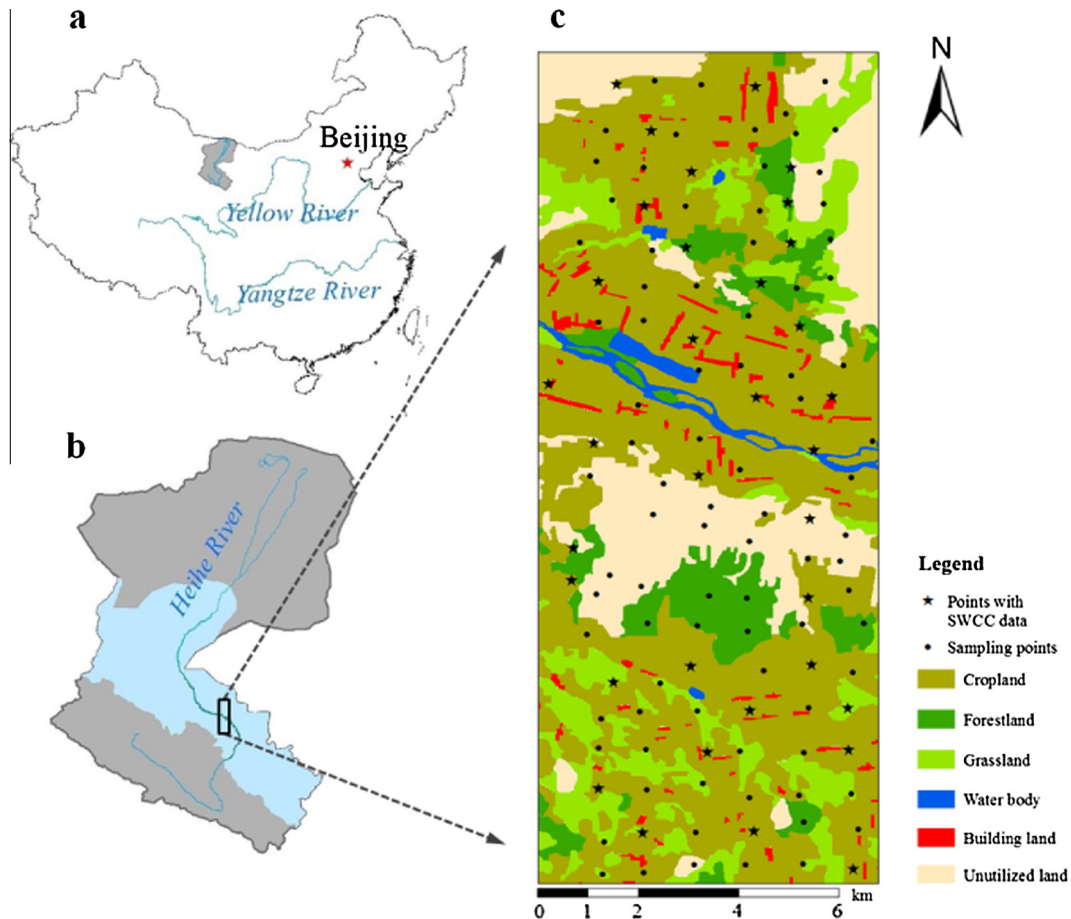 a
Beijing
Yellow River
Yangtze River
b
Heihe River
c
N
Legend
Points with
SWCC data
Sampling points
Cropland
Forestland
Grassland
Water body
Building land
Unutilized land
km
0 1 2 4 6